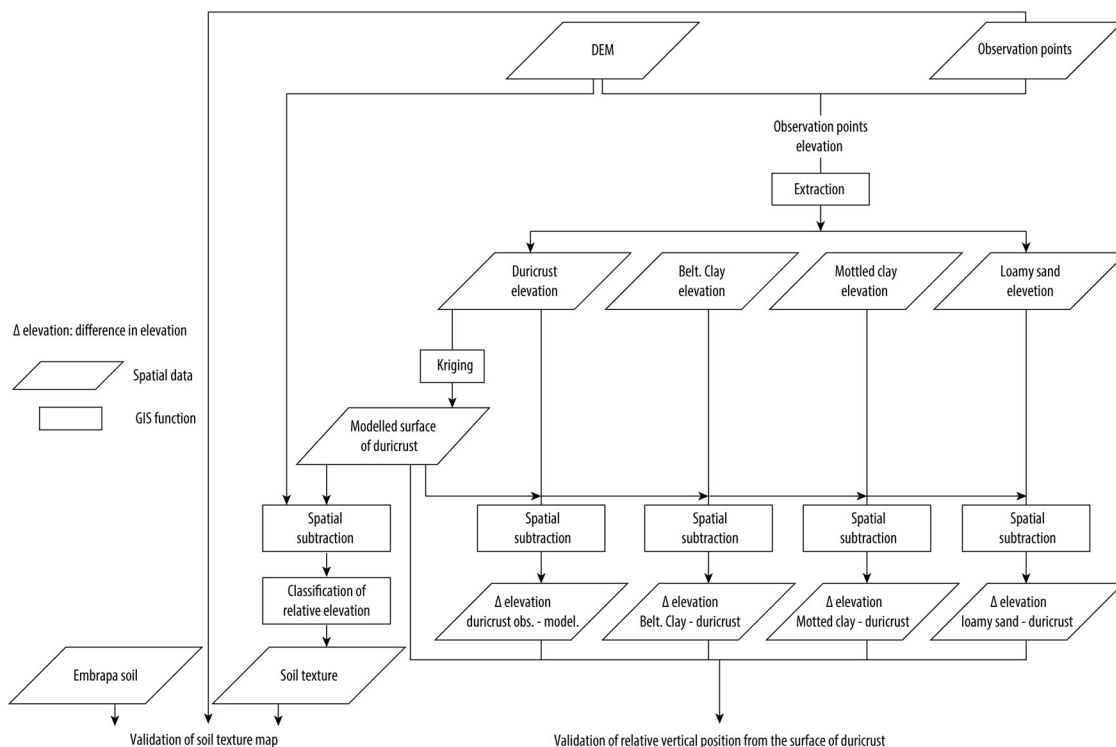 DEM
Observation points
Observation points
elevation
Extraction
Duricrust
elevation
Belt. Clay
elevation
Mottled clay
elevation
Loamy sand
elevetion
Δ elevation: difference in elevation
Spatial data
GIS function
Kriging
Modelled surface
of duricrust
Spatial
subtraction
Spatial
subtraction
Spatial
subtraction
Spatial
subtraction
Spatial
subtraction
Classification of
relative elevation
Δ elevation
duricrust obs. - model.
Δ elevation
Belt. Clay - duricrust
Δ elevation
Motted clay - duricrust
Δ elevation
loamy sand - duricrust
Embrapa soil
Soil texture
Validation of soil texture map
Validation of relative vertical position from the surface of duricrust